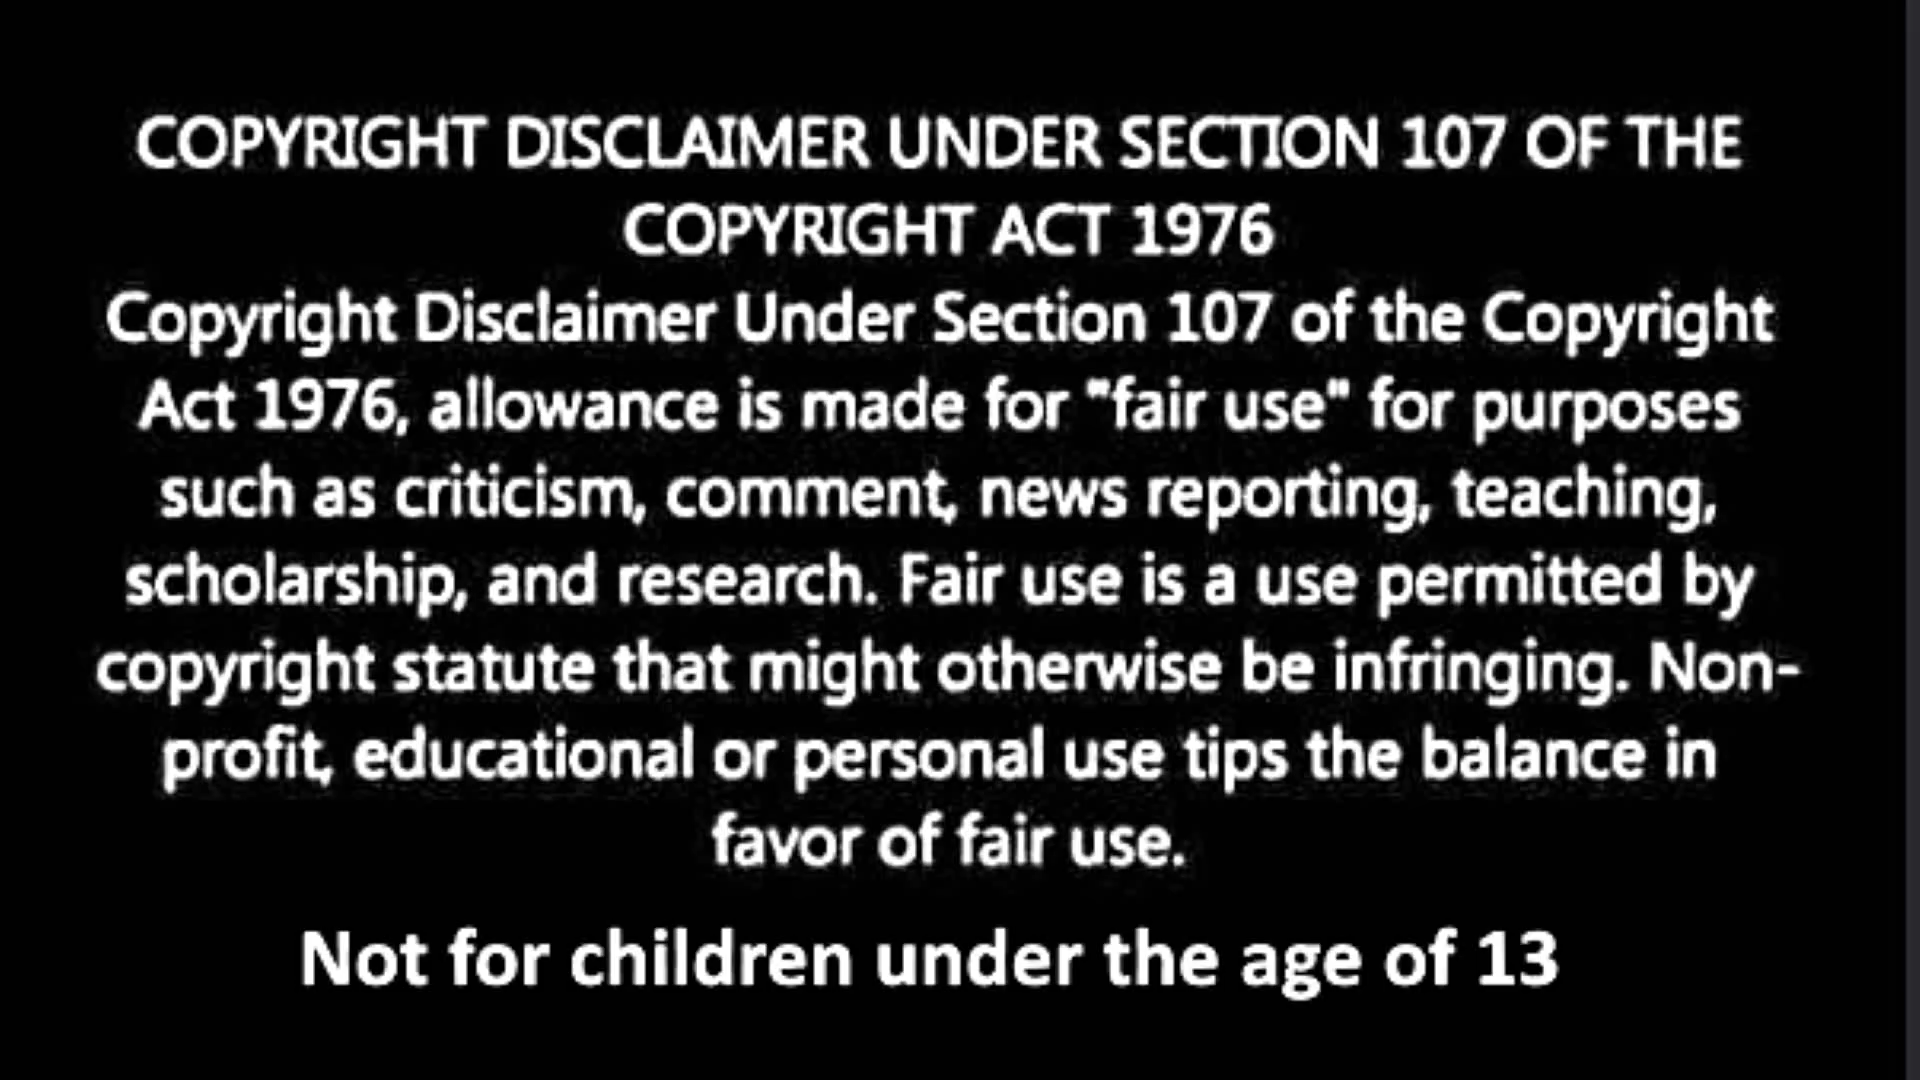 COPYRIGHT DISCLAIMER UNDER SECTION 107 OF THE
COPYRIGHT ACT 1976
Copyright Disclaimer Under Section 107 of the Copyright
Act 1976, allowance is made for "fair use" for purposes
such as criticism, comment, news reporting, teaching,
scholarship, and research. Fair use is a use permitted by
copyright statute that might otherwise be infringing. Non-
profit, educational or personal use tips the balance in
favor of fair use.
Not for children under the age of 13